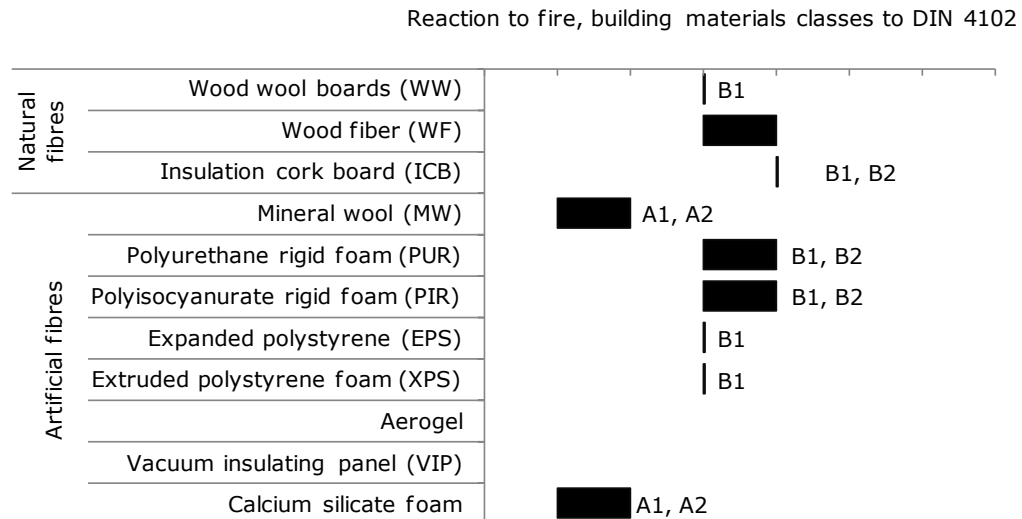 Reaction to fire, building materials classes to DIN 4102
Natural
fibres
Wood wool boards (WW)
B1
Wood fiber (WF)
Insulation cork board (ICB)
B1, B2
Artificial fibres
Mineral wool (MW)
A1, A2
Polyurethane rigid foam (PUR)
B1, B2
Polyisocyanurate rigid foam (PIR)
B1, B2
Expanded polystyrene (EPS)
B1
Extruded polystyrene foam (XPS)
B1
Aerogel
Vacuum insulating panel (VIP)
Calcium silicate foam
A1, A2